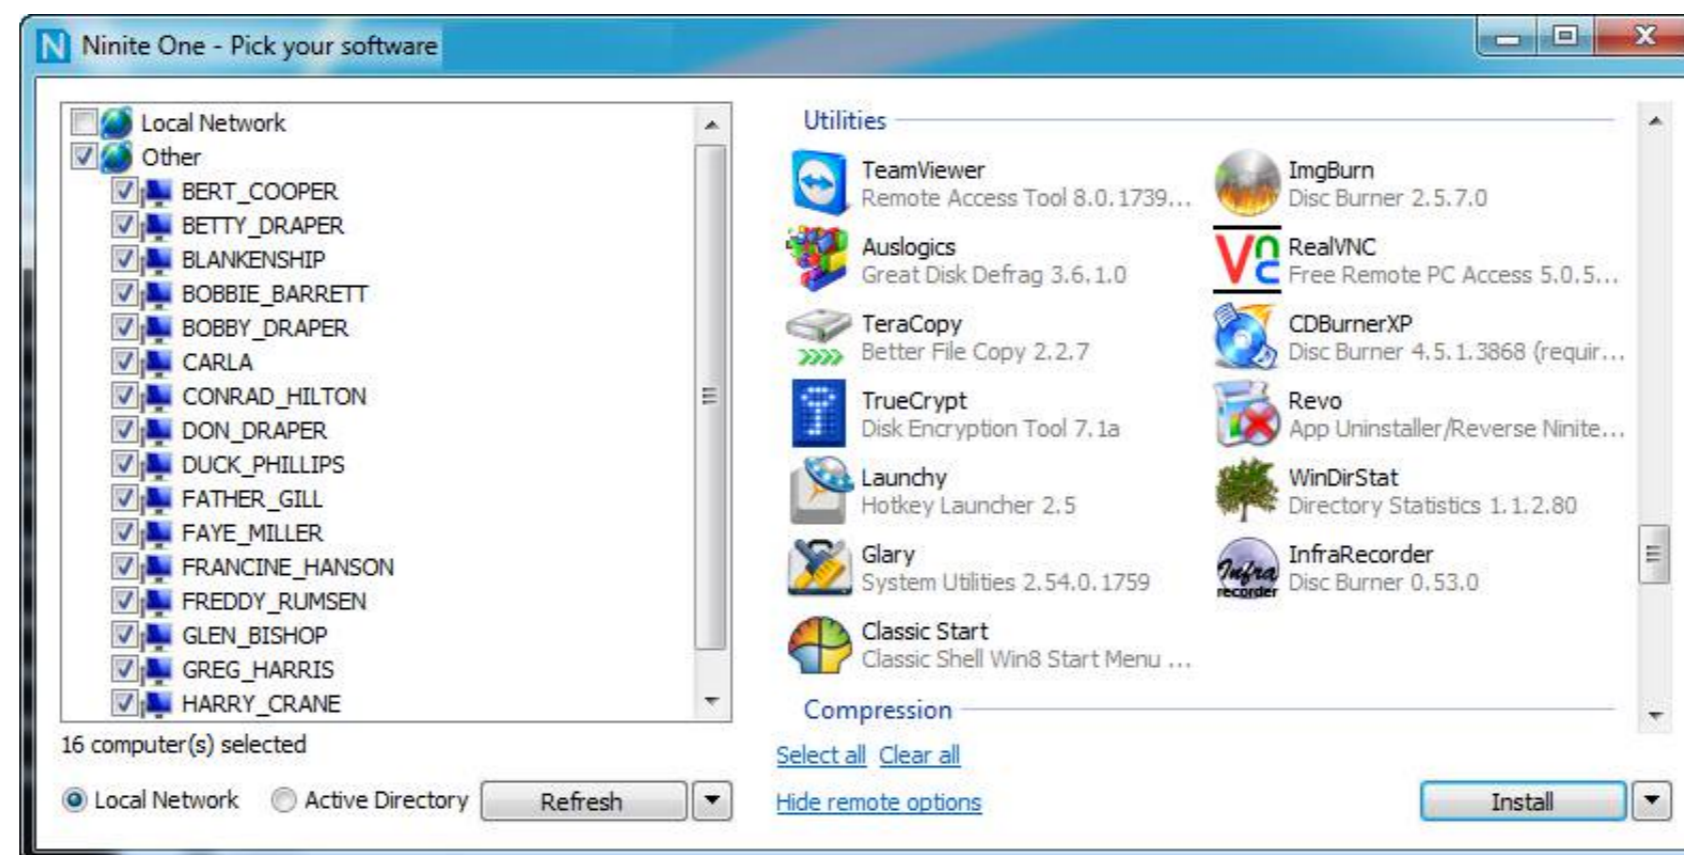 Ninite One - Pick your software
Local Network
Other
BERT_COOPER
BETTY_DRAPER
BLANKENSHIP
BOBBIE_BARRETT
BOBBY_DRAPER
CARLA
CONRAD_HILTON
DON_DRAPER
DUCK_PHILLIPS
FATHER_GILL
FAYE_MILLER
FRANCINE_HANSON
FREDDY_RUMSEN
GLEN_BISHOP
GREG_HARRIS
HARRY_CRANE
16 computer(s) selected
Local Network
Active Directory
Refresh
Utilities
TeamViewer
Remote Access Tool 8.0.1739...
ImgBurn
Disc Burner 2.5.7.0
Auslogics
Great Disk Defrag 3.6.1.0
RealVNC
Free Remote PC Access 5.0.5...
TeraCopy
Better File Copy 2.2.7
CDBurnerXP
Disc Burner 4.5.1.3868 (requir...
TrueCrypt
Disk Encryption Tool 7.1a
Revo
App Uninstaller/Reverse Ninite...
Launchy
Hotkey Launcher 2.5
WinDirStat
Directory Statistics 1.1.2.80
Glary
System Utilities 2.54.0.1759
InfraRecorder
Disc Burner 0.53.0
Classic Start
Classic Shell Win8 Start Menu ...
Compression
Select all Clear all
Hide remote options
Install